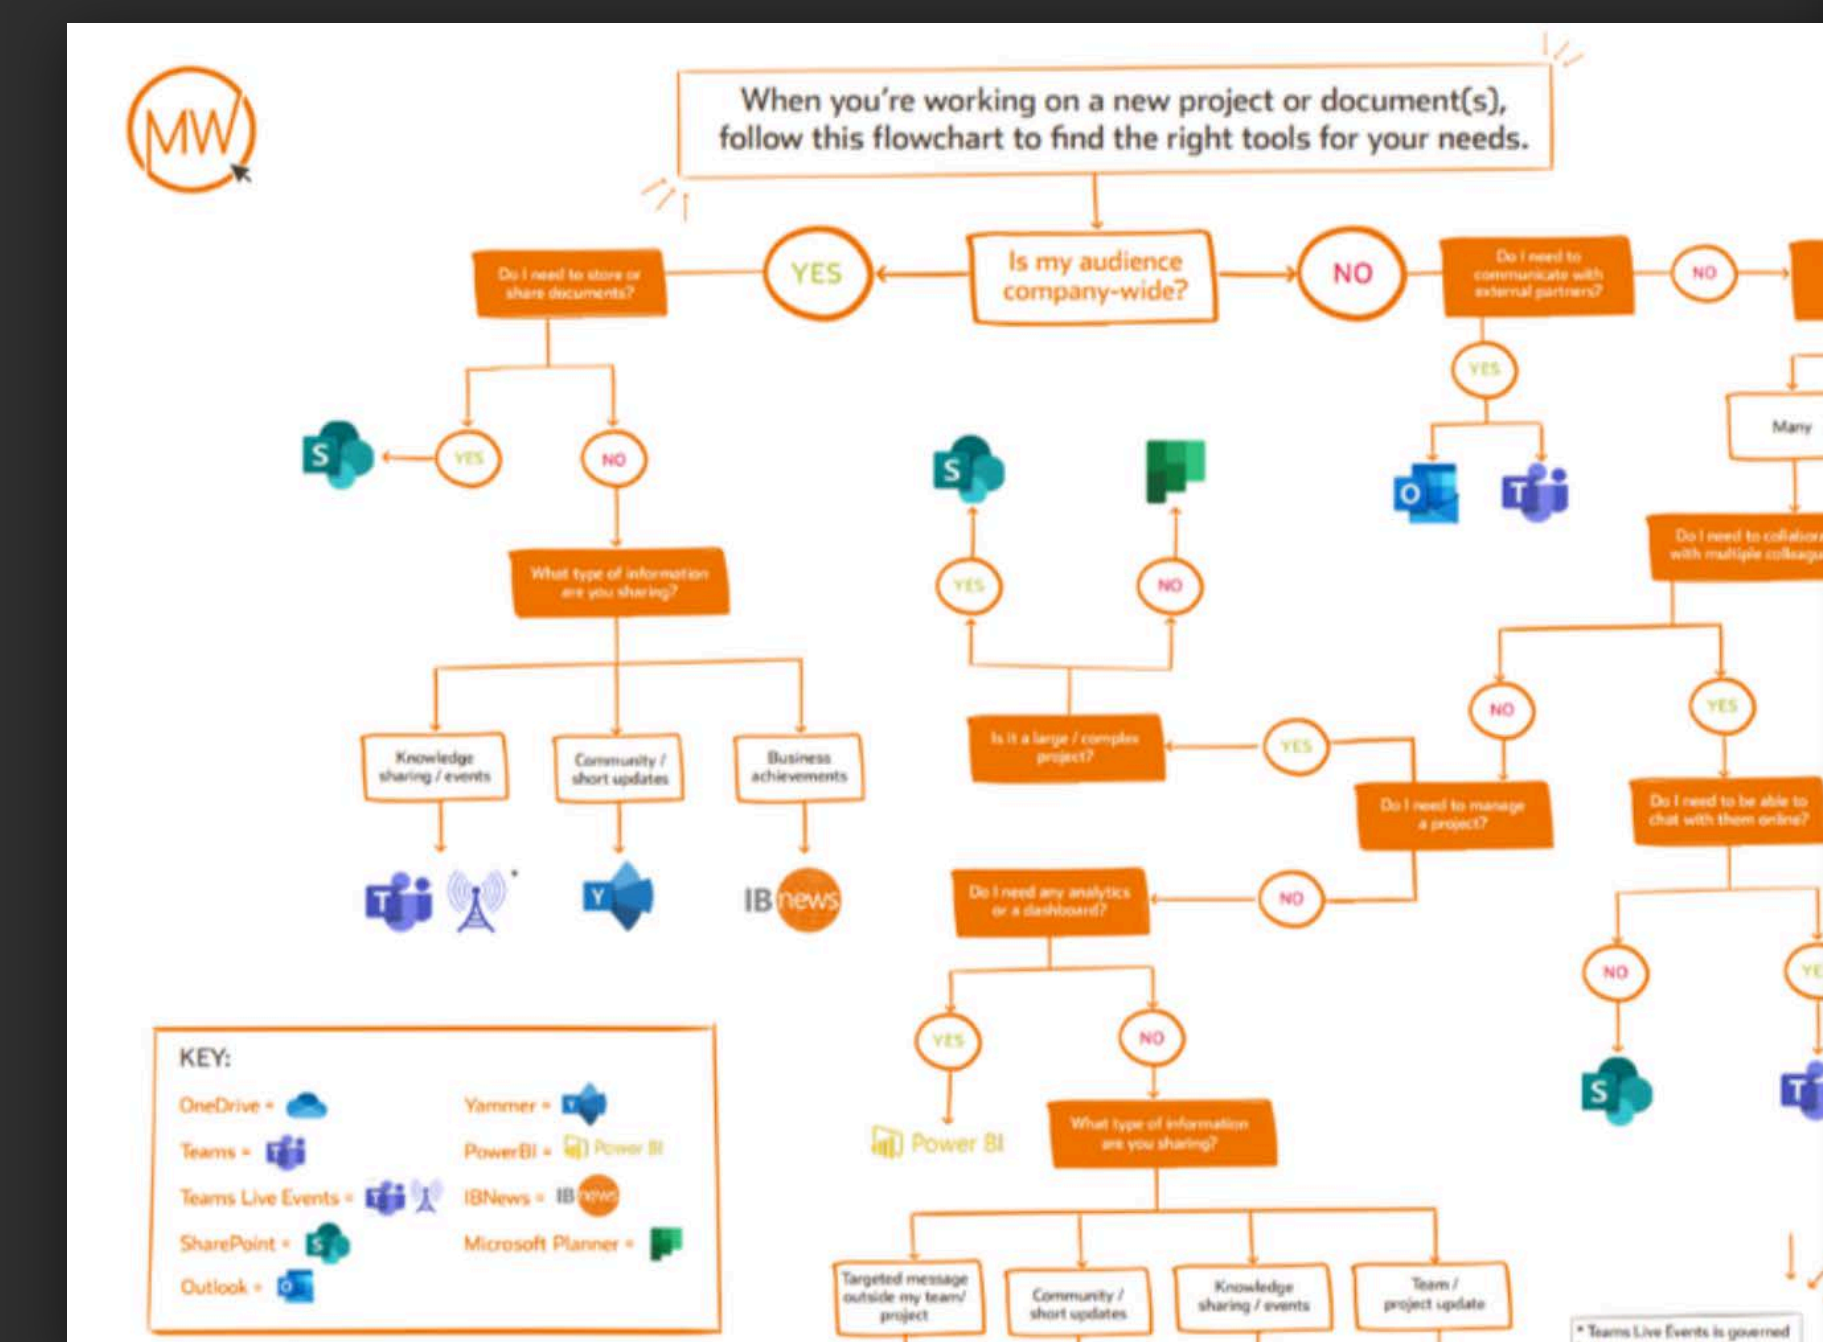 MW
When you're working on a new project or document(s),
follow this flowchart to find the right tools for your needs.
Is my audience
company-wide?
YES
NO
Do I need to store or
share documents?
YES
NO
S
What type of information
are you sharing?
Knowledge
sharing / events
Community /
short updates
Business
achievements
T
*
Y
IB news
Do I need to
communicate with
external partners?
NO
YES
O
T
Many
Do I need to
with multiple
NO
YES
Do I need to manage
a project?
Do I need to be able to
chat with them online?
YES
Is it a large / complex
project?
YES
NO
S
NO
Do I need any analytics
or a dashboard?
YES
NO
Power BI
What type of information
are you sharing?
Targeted message
outside my team/
project
Community /
short updates
Knowledge
sharing / events
Team /
project update
NO
S
T
KEY:
OneDrive =
Teams = T
Teams Live Events = T
SharePoint = S
Outlook = O
Yammer = Y
PowerBI = Power BI
IBNews = IB news
Microsoft Planner =
* Teams Live Events is governed